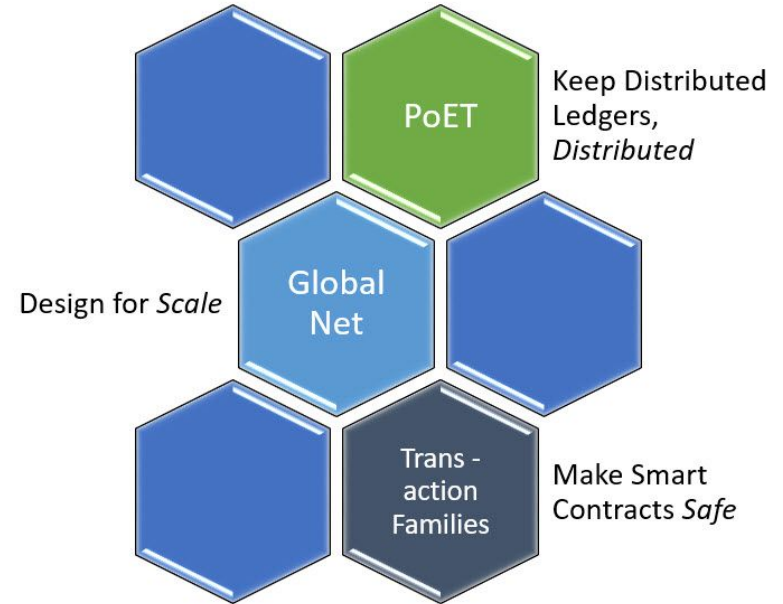 PoET
Keep Distributed
Ledgers,
Distributed
Design for Scale
Global
Net
Trans -
action
Families
Make Smart
Contracts Safe